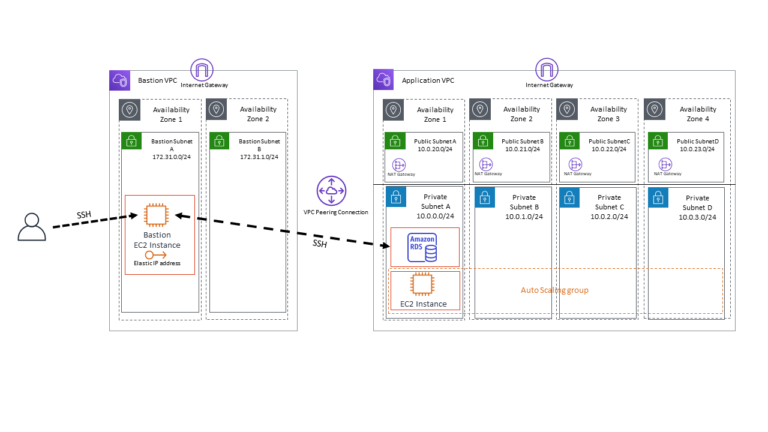 Bastion VPC
Internet Gateway
Availability
Zone 1
Availability
Zone 2
Bastion Subnet
A
172.31.0.0/24
Bastion Subnet
B
172.31.1.0/24
SSH
Bastion
EC2 Instance
Elastic IP address
VPC Peering Connection
SSH
Application VPC
Internet Gateway
Availability
Zone 1
Availability
Zone 2
Availability
Zone 3
Availability
Zone 4
Public Subnet A
10.0.20.0/24
NAT Gateway
Public Subnet B
10.0.21.0/24
NAT Gateway
Public Subnet C
10.0.22.0/24
NAT Gateway
Public Subnet D
10.0.23.0/24
NAT Gateway
Private
Subnet A
10.0.0.0/24
Private
Subnet B
10.0.1.0/24
Private
Subnet C
10.0.2.0/24
Private
Subnet D
10.0.3.0/24
Amazon
RDS
EC2 Instance
Auto Scaling group